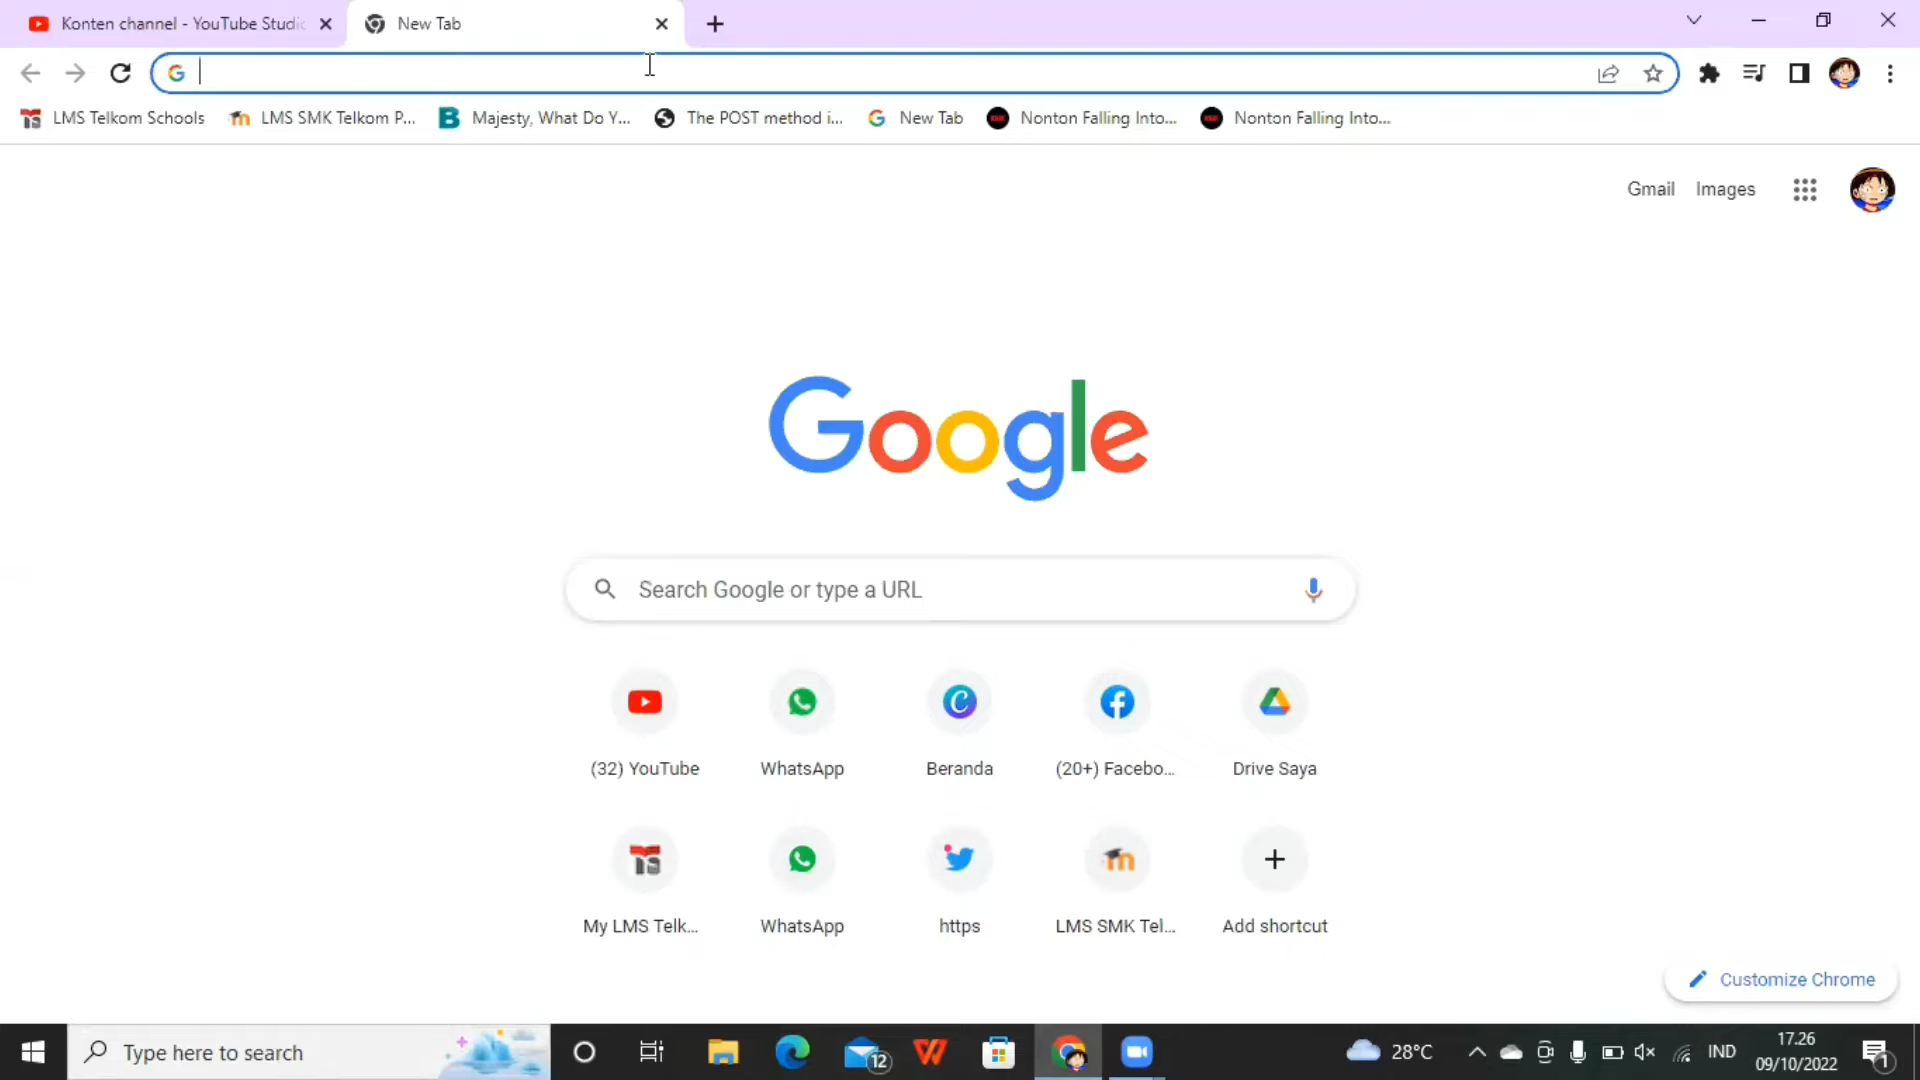 Konten channel - YouTube Studio
New Tab
LMS Telkom Schools
LMS SMK Telkom P...
Majesty, What Do Y...
The POST method i...
New Tab
Nonton Falling Into...
Nonton Falling Into...
Gmail
Images
Google
Search Google or type a URL
(32) YouTube
WhatsApp
Beranda
(20+) Facebo...
Drive Saya
My LMS Telk...
WhatsApp
https
LMS SMK Tel...
Add shortcut
Customize Chrome
Type here to search
12
28°C
IND
17.26
09/10/2022
1